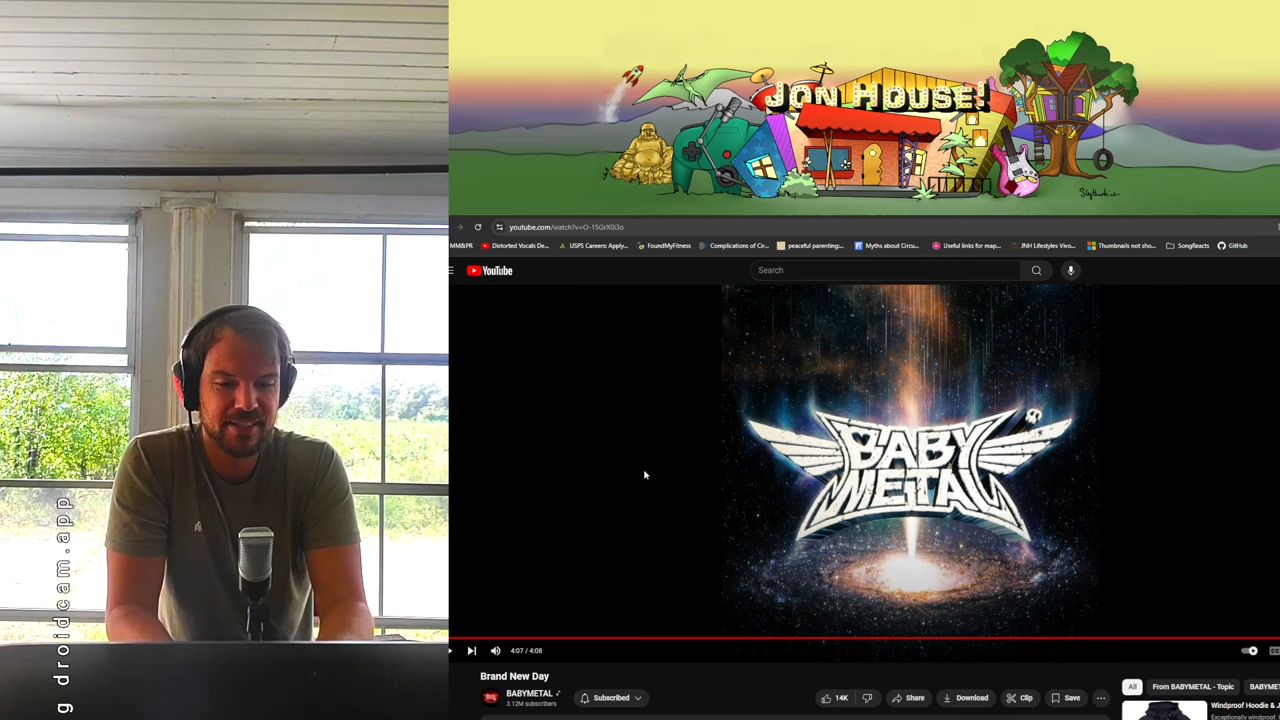 JON HOUSE!
youtube.com/watch?v=O-15GrX0i3o
MM&PR
Distorted Vocals De...
USPS Careers Apply...
FoundMyFitness
Complications of Cir...
peaceful parenting:...
Myths about Circu...
Useful links for map...
JNH Lifestyles Vivo...
Thumbnails not sho...
SongReacts
GitHub
YouTube
Search
BABY
METAL
4:07 / 4:08
Brand New Day
BABYMETAL
3.12M subscribers
Subscribed
14K
Share
Download
Clip
Save
All
From BABYMETAL - Topic
BABYMET
Windproof Hoodie & J
g droidcam.app